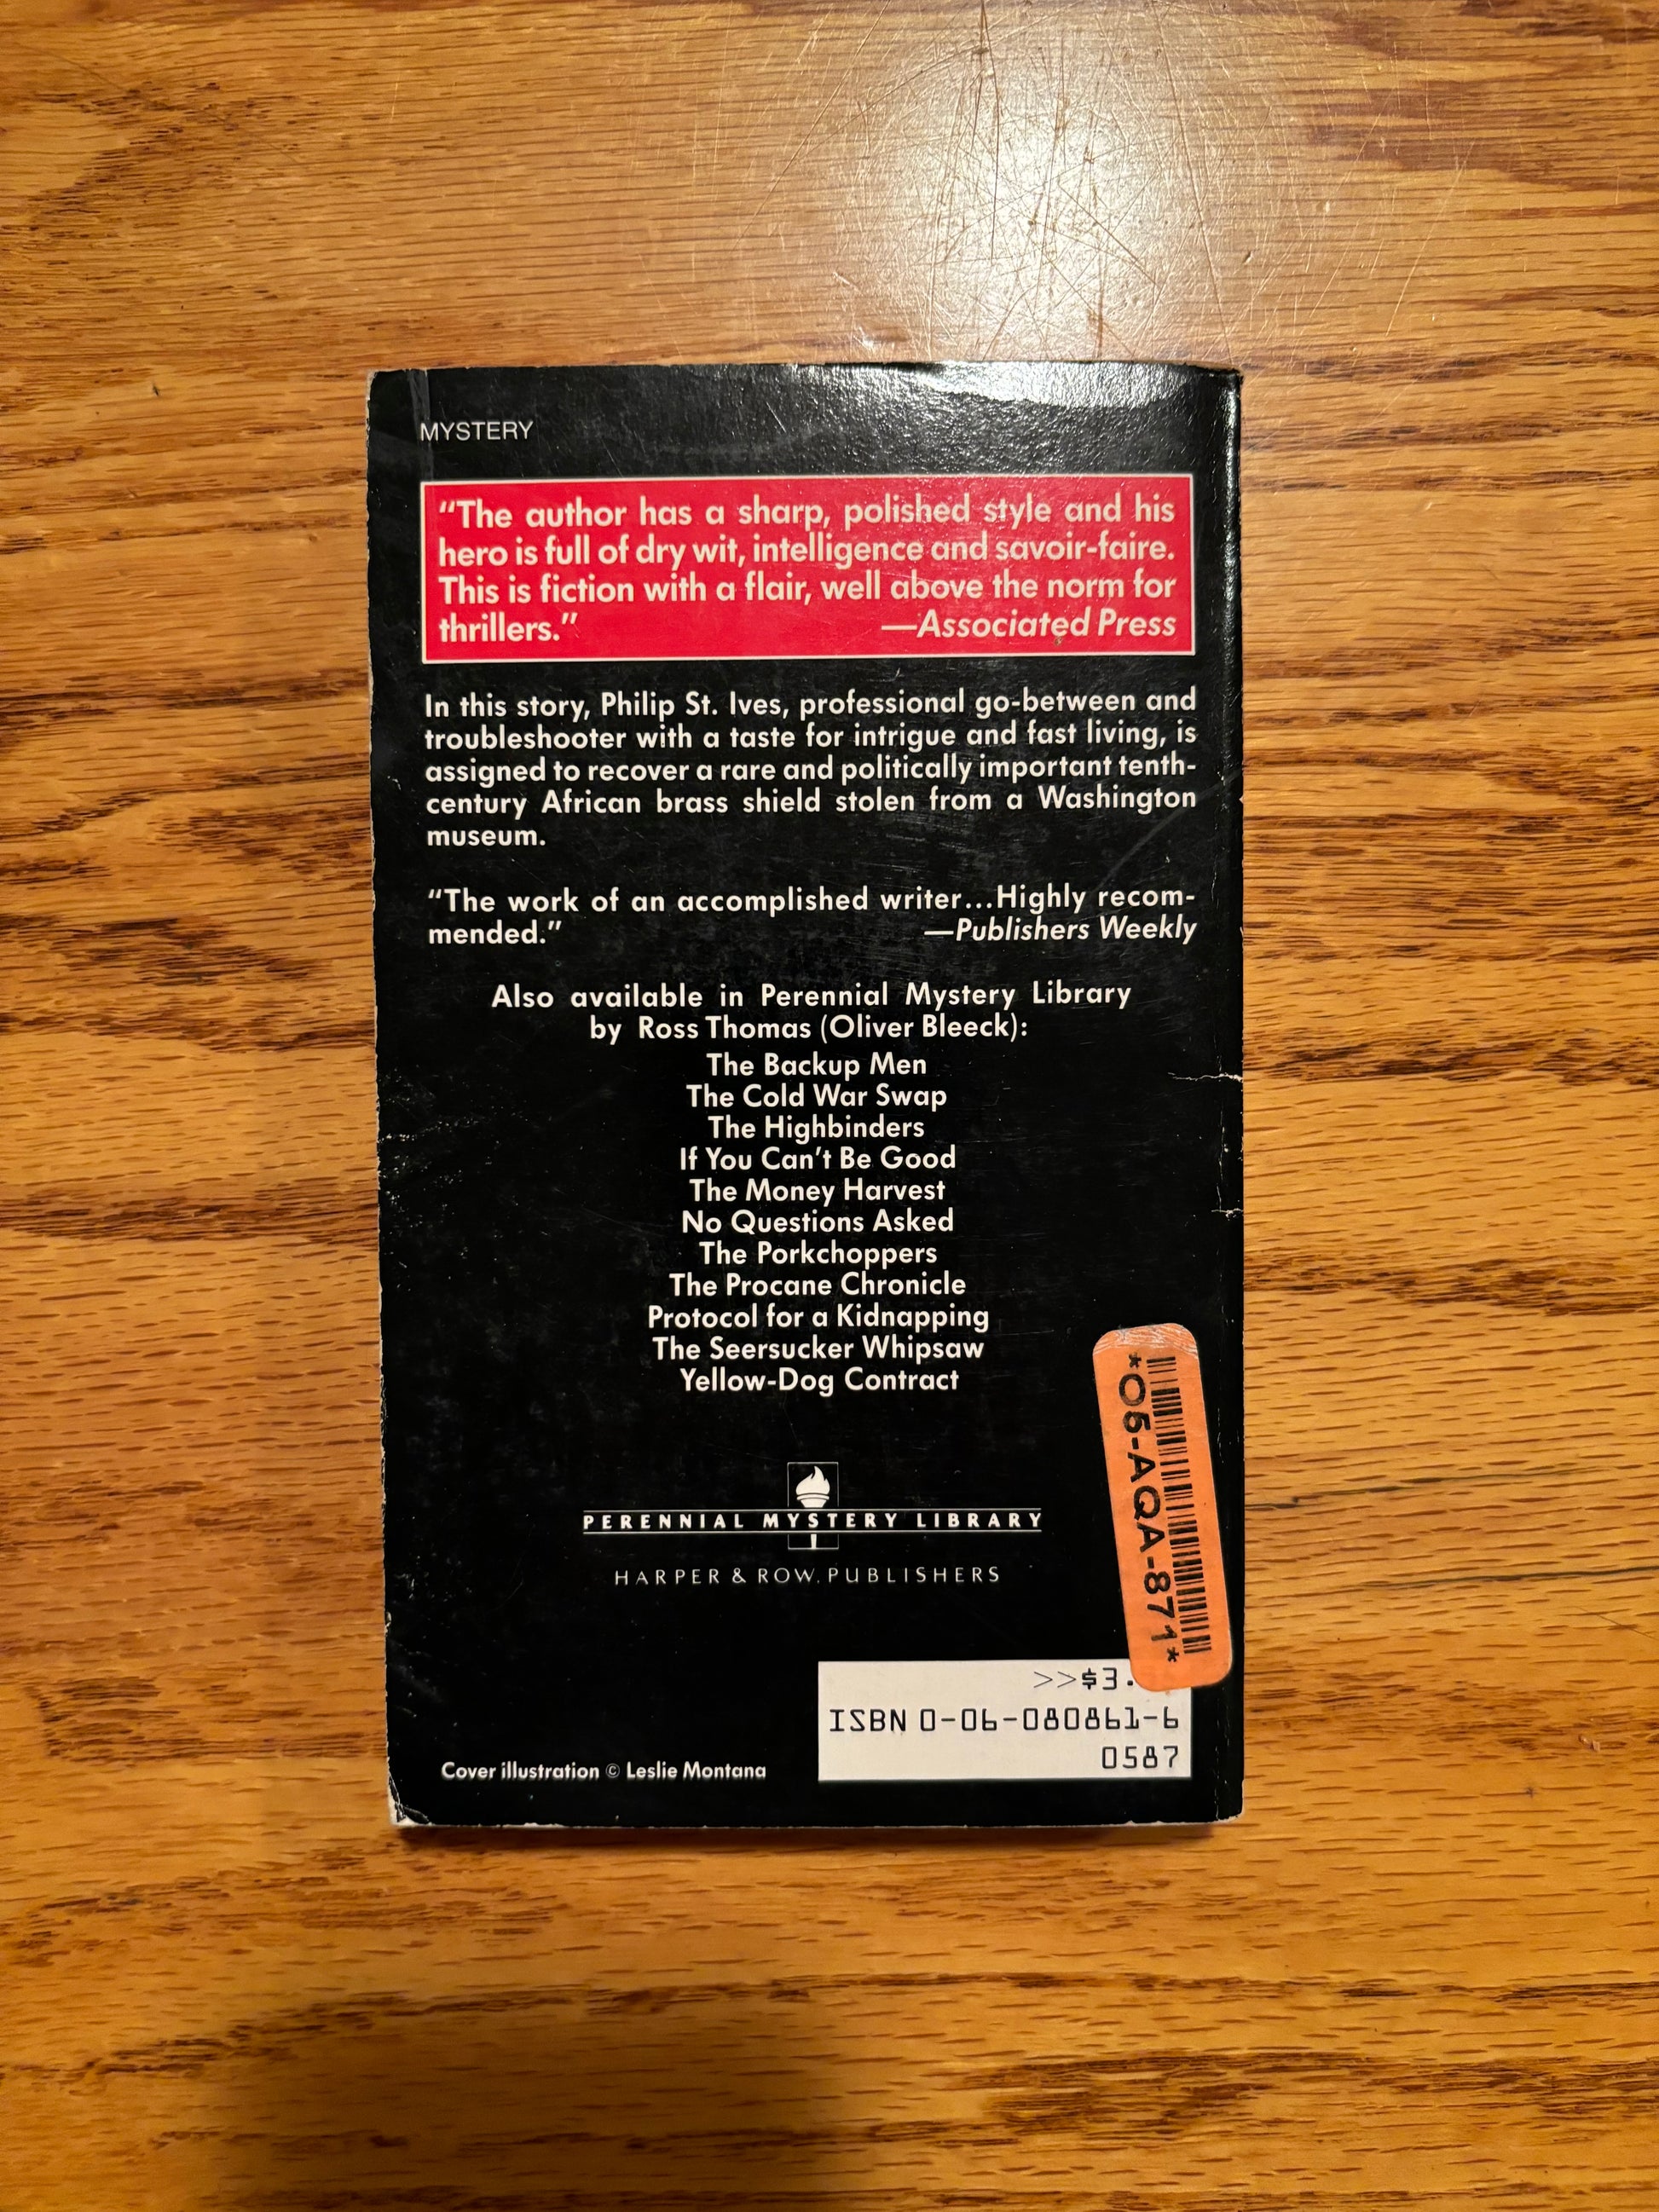 MYSTERY
“The author has a sharp, polished style and his
hero is full of dry wit, intelligence and savoir-faire.
This is fiction with a flair, well above the norm for
thrillers.” —Associated Press
In this story, Philip St. Ives, professional go-between and
troubleshooter with a taste for intrigue and fast living, is
assigned to recover a rare and politically important tenth-
century African brass shield stolen from a Washington
museum.
“The work of an accomplished writer...Highly recom-
mended.” —Publishers Weekly
Also available in Perennial Mystery Library
by Ross Thomas (Oliver Bleeck):
The Backup Men
The Cold War Swap
The Highbinders
If You Can’t Be Good
The Money Harvest
No Questions Asked
The Porkchoppers
The Procane Chronicle
Protocol for a Kidnapping
The Seersucker Whipsaw
Yellow-Dog Contract
PERENNIAL MYSTERY LIBRARY
HARPER & ROW, PUBLISHERS
*05-AQA-871*
>>$3.
ISBN 0-06-080861-6
0587
Cover illustration © Leslie Montana